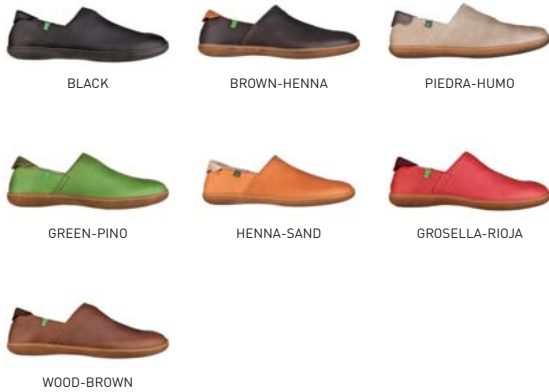 BLACK
BROWN-HENNA
PIEDRA-HUMO
GREEN-PINO
HENNA-SAND
GROSELLA-RIOJA
WOOD-BROWN